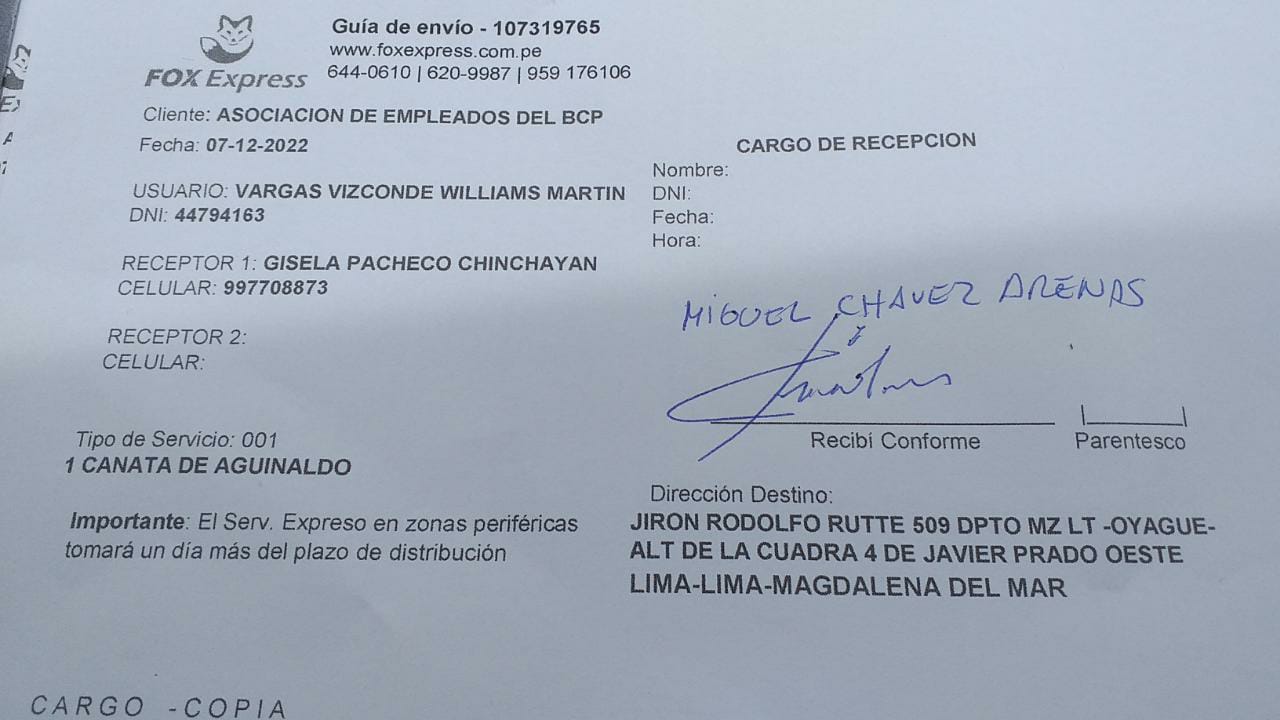 Guía de envío - 107319765
www.foxexpress.com.pe
644-0610 | 620-9987 | 959 176106
FOX Express
Cliente: ASOCIACION DE EMPLEADOS DEL BCP
Fecha: 07-12-2022
USUARIO: VARGAS VIZCONDE WILLIAMS MARTIN
DNI: 44794163
RECEPTOR 1: GISELA PACHECO CHINCHAYAN
CELULAR: 997708873
RECEPTOR 2:
CELULAR:
Tipo de Servicio: 001
1 CANATA DE AGUINALDO
Importante: El Serv. Expreso en zonas periféricas
tomará un día más del plazo de distribución
CARGO DE RECEPCION
Nombre:
DNI:
Fecha:
Hora:
MIGUEL CHAVEZ ARENAS
Recibí Conforme
Parentesco
Dirección Destino:
JIRON RODOLFO RUTTE 509 DPTO MZ LT -OYAGUE-
ALT DE LA CUADRA 4 DE JAVIER PRADO OESTE
LIMA-LIMA-MAGDALENA DEL MAR
CARGO -COPIA